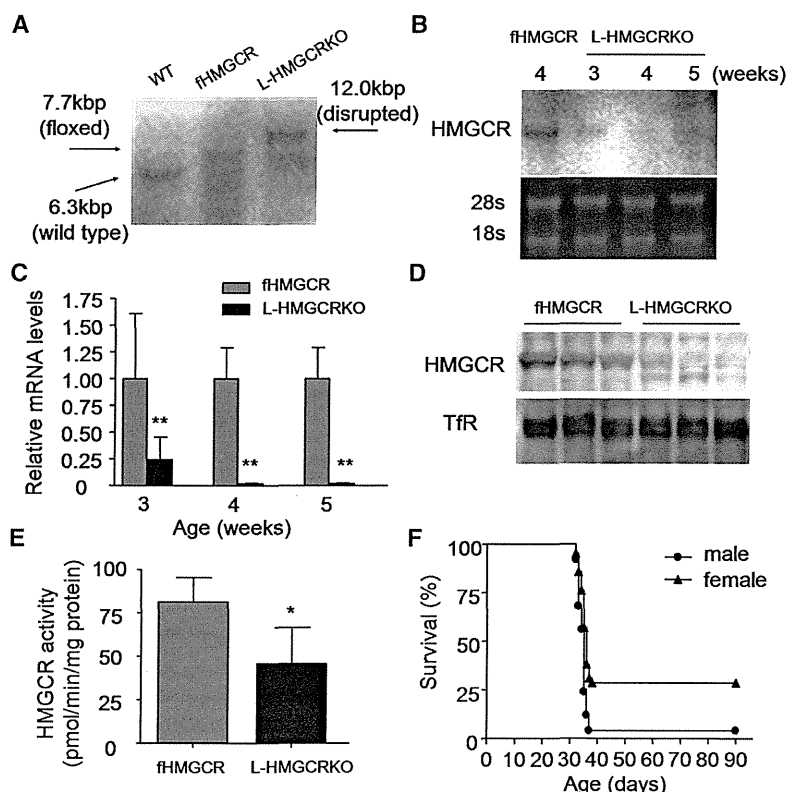 A
WT
fHMGCR
L-HMGCRKO
7.7kbp
(floxed)
12.0kbp
(disrupted)
6.3kbp
(wild type)
B
fHMGCR L-HMGCRKO
4 3 4 5 (weeks)
HMGCR
28s
18s
C
fHMGCR
L-HMGCRKO
Relative mRNA levels
1.75
1.25
1.00
0.75
0.50
0.25
0
**
**
**
3 4 5
Age (weeks)
D
fHMGCR L-HMGCRKO
HMGCR
TfR
E
HMGCR activity
(pmol/min/mg protein)
100
75
50
25
0
*
fHMGCR L-HMGCRKO
F
male
female
Survival (%)
100
75
50
25
0
0 10 20 30 40 50 60 70 80 90
Age (days)